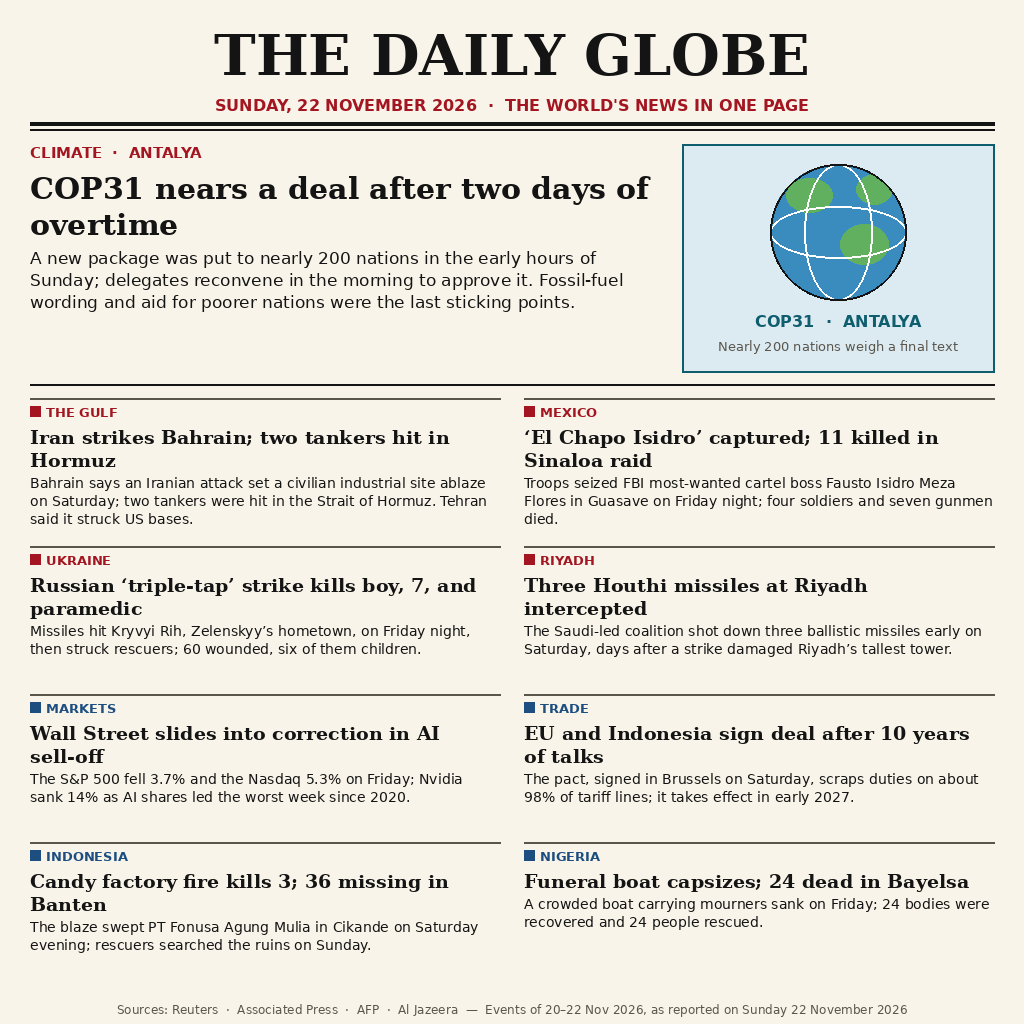 THE DAILY GLOBE
SUNDAY, 22 NOVEMBER 2026 · THE WORLD'S NEWS IN ONE PAGE
CLIMATE · ANTALYA
COP31 nears a deal after two days of
overtime
A new package was put to nearly 200 nations in the early hours of
Sunday; delegates reconvene in the morning to approve it. Fossil-fuel
wording and aid for poorer nations were the last sticking points.
COP31 · ANTALYA
Nearly 200 nations weigh a final text
THE GULF
Iran strikes Bahrain; two tankers hit in
Hormuz
Bahrain says an Iranian attack set a civilian industrial site ablaze
on Saturday; two tankers were hit in the Strait of Hormuz. Tehran
said it struck US bases.
MEXICO
‘El Chapo Isidro’ captured; 11 killed in
Sinaloa raid
Troops seized FBI most-wanted cartel boss Fausto Isidro Meza
Flores in Guasave on Friday night; four soldiers and seven gunmen
died.
UKRAINE
Russian ‘triple-tap’ strike kills boy, 7, and
paramedic
Missiles hit Kryvyi Rih, Zelenskyy’s hometown, on Friday night,
then struck rescuers; 60 wounded, six of them children.
RIYADH
Three Houthi missiles at Riyadh
intercepted
The Saudi-led coalition shot down three ballistic missiles early on
Saturday, days after a strike damaged Riyadh’s tallest tower.
MARKETS
Wall Street slides into correction in AI
sell-off
The S&P 500 fell 3.7% and the Nasdaq 5.3% on Friday; Nvidia
sank 14% as AI shares led the worst week since 2020.
TRADE
EU and Indonesia sign deal after 10 years
of talks
The pact, signed in Brussels on Saturday, scraps duties on about
98% of tariff lines; it takes effect in early 2027.
INDONESIA
Candy factory fire kills 3; 36 missing in
Banten
The blaze swept PT Fonusa Agung Mulia in Cikande on Saturday
evening; rescuers searched the ruins on Sunday.
NIGERIA
Funeral boat capsizes; 24 dead in Bayelsa
A crowded boat carrying mourners sank on Friday; 24 bodies were
recovered and 24 people rescued.
Sources: Reuters · Associated Press · AFP · Al Jazeera — Events of 20–22 Nov 2026, as reported on Sunday 22 November 2026